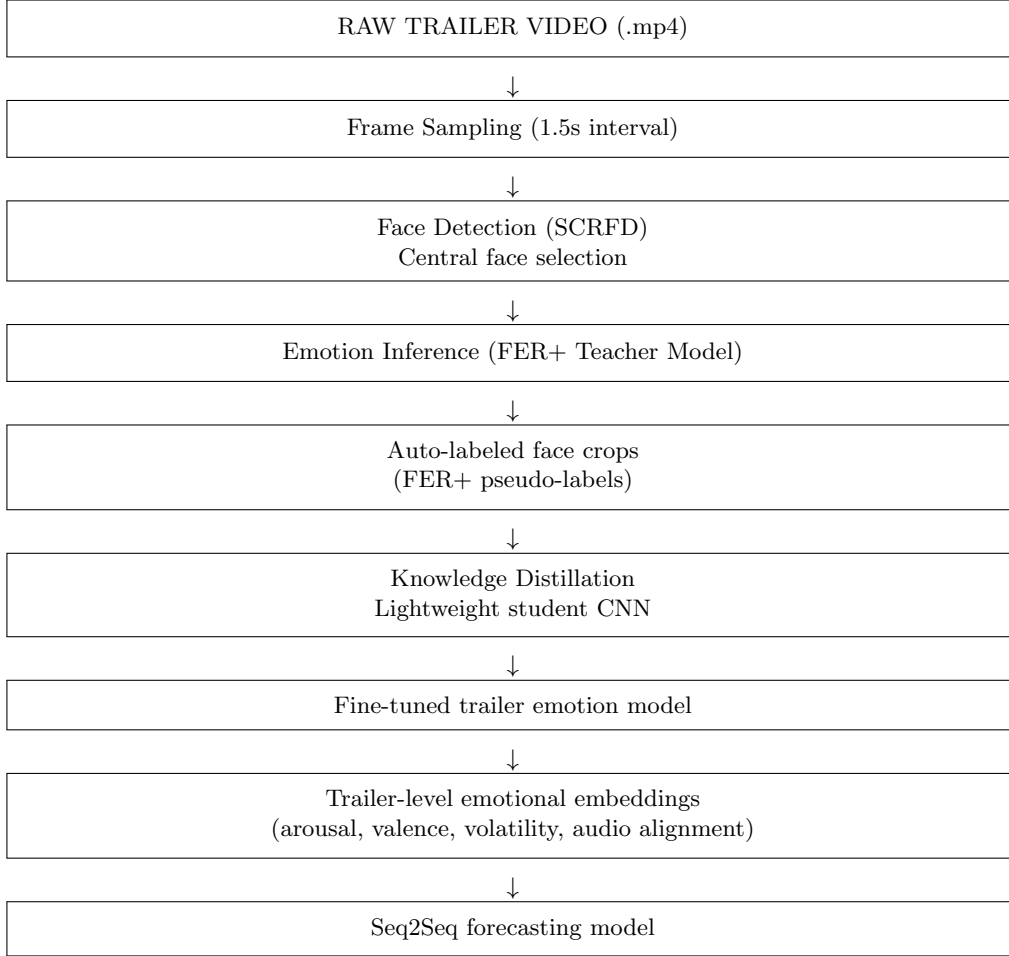 RAW TRAILER VIDEO (.mp4)
↓
Frame Sampling (1.5s interval)
↓
Face Detection (SCRFD)
Central face selection
↓
Emotion Inference (FER+ Teacher Model)
↓
Auto-labeled face crops
(FER+ pseudo-labels)
↓
Knowledge Distillation
Lightweight student CNN
↓
Fine-tuned trailer emotion model
↓
Trailer-level emotional embeddings
(arousal, valence, volatility, audio alignment)
↓
Seq2Seq forecasting model